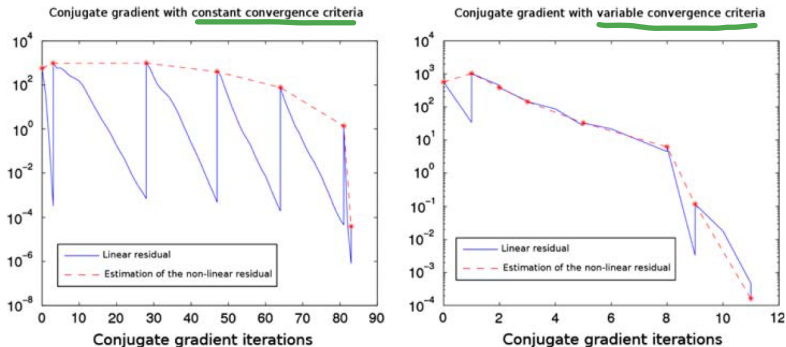 Conjugate gradient with constant convergence criteria
10^4
10^2
10^0
10^-2
10^-4
10^-6
10^-8
Linear residual
Estimation of the non-linear residual
0 10 20 30 40 50 60 70 80 90
Conjugate gradient iterations
Conjugate gradient with variable convergence criteria
10^4
10^3
10^2
10^1
10^0
10^-1
10^-2
10^-3
10^-4
Linear residual
Estimation of the non-linear residual
0 2 4 6 8 10 12
Conjugate gradient iterations